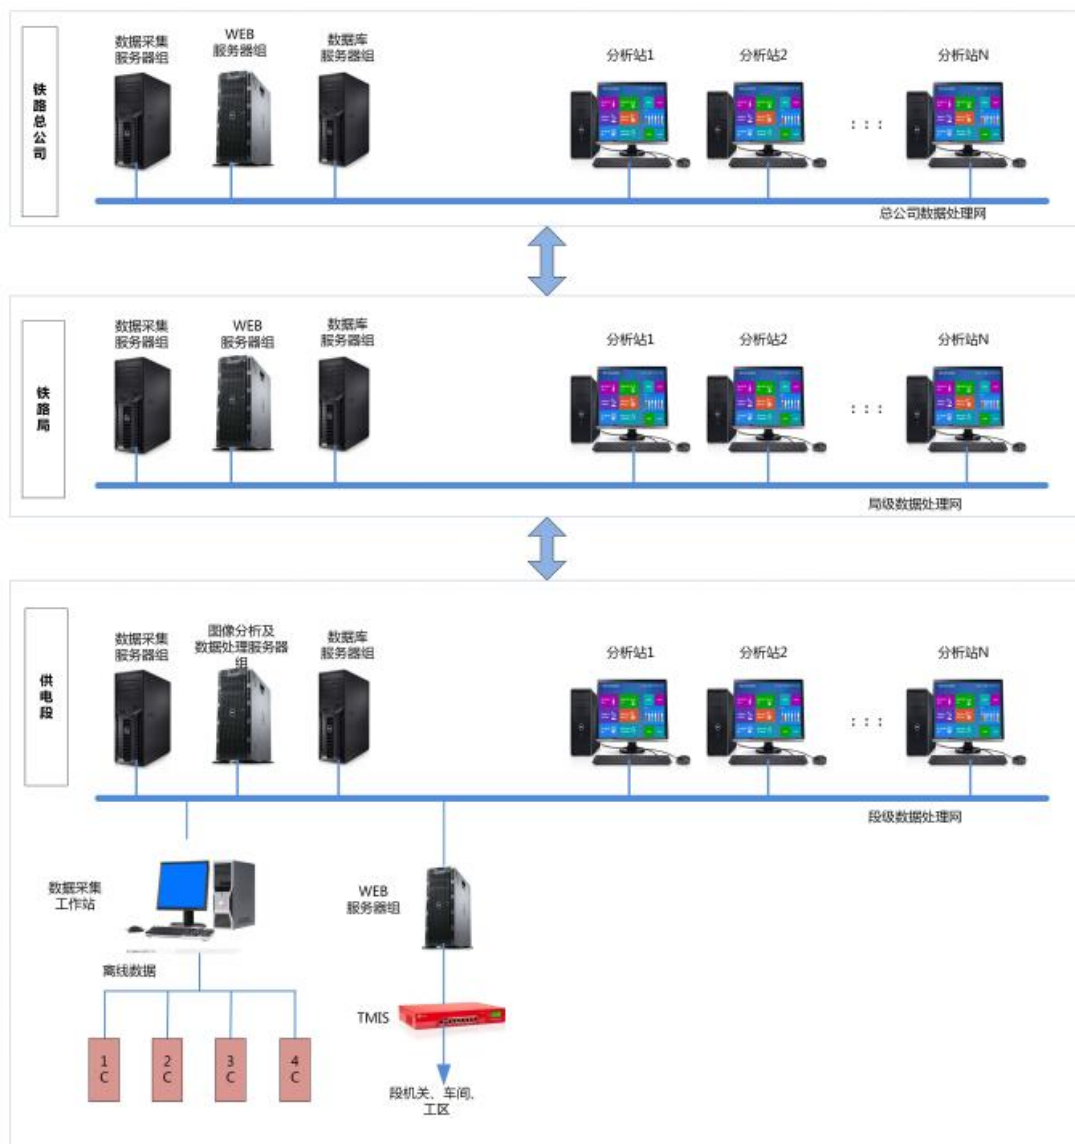 数据采集
服务器组
WEB
服务器组
数据库
服务器组
分析站1
分析站2
分析站N
铁路总公司
: : :
总公司数据处理网
数据采集
服务器组
WEB
服务器组
数据库
服务器组
分析站1
分析站2
分析站N
铁路局
: : :
局级数据处理网
数据采集
服务器组
图像分析及
数据处理服务器
组
数据库
服务器组
分析站1
分析站2
分析站N
供电段
: : :
段级数据处理网
数据采集
工作站
WEB
服务器组
离线数据
TMIS
1C
2C
3C
4C
段机关、车间、
工区